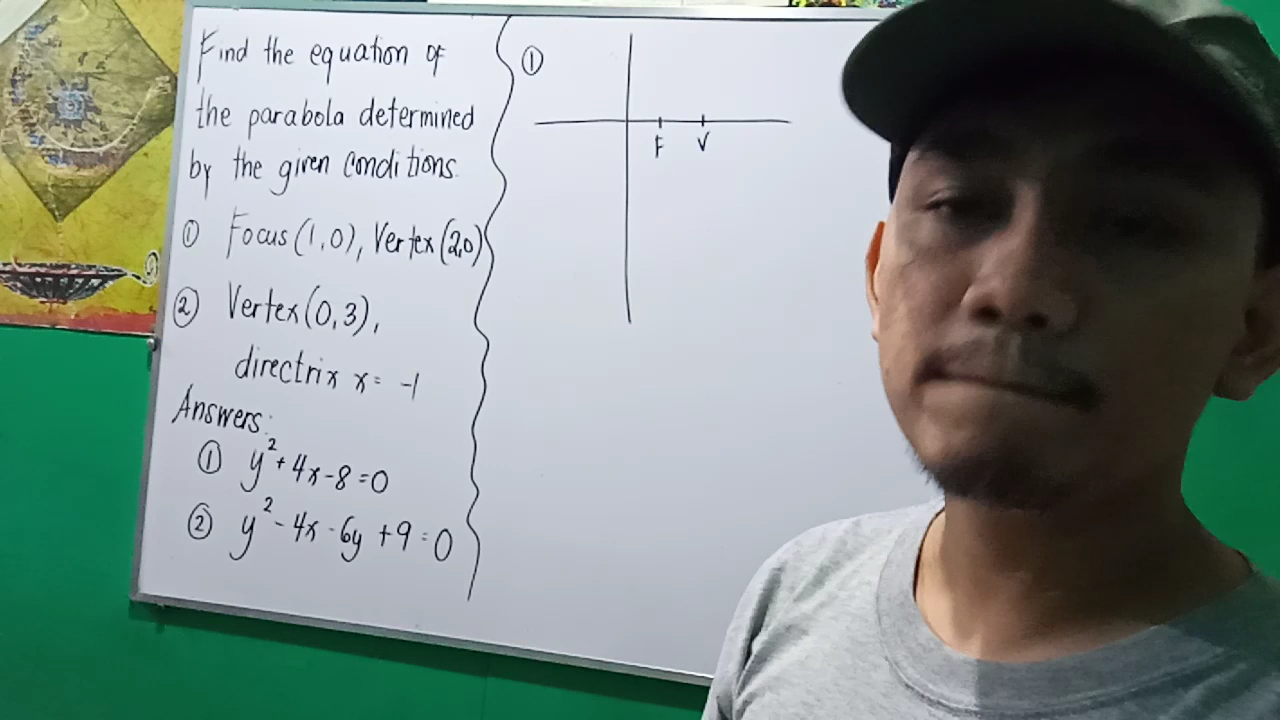 Find the equation of
the parabola determined
by the given conditions.
① Focus (1,0), Vertex (2,0)
② Vertex (0,3),
directrix x = -1
Answers:
① y² + 4x - 8 = 0
② y² - 4x - 6y + 9 = 0
①
F V